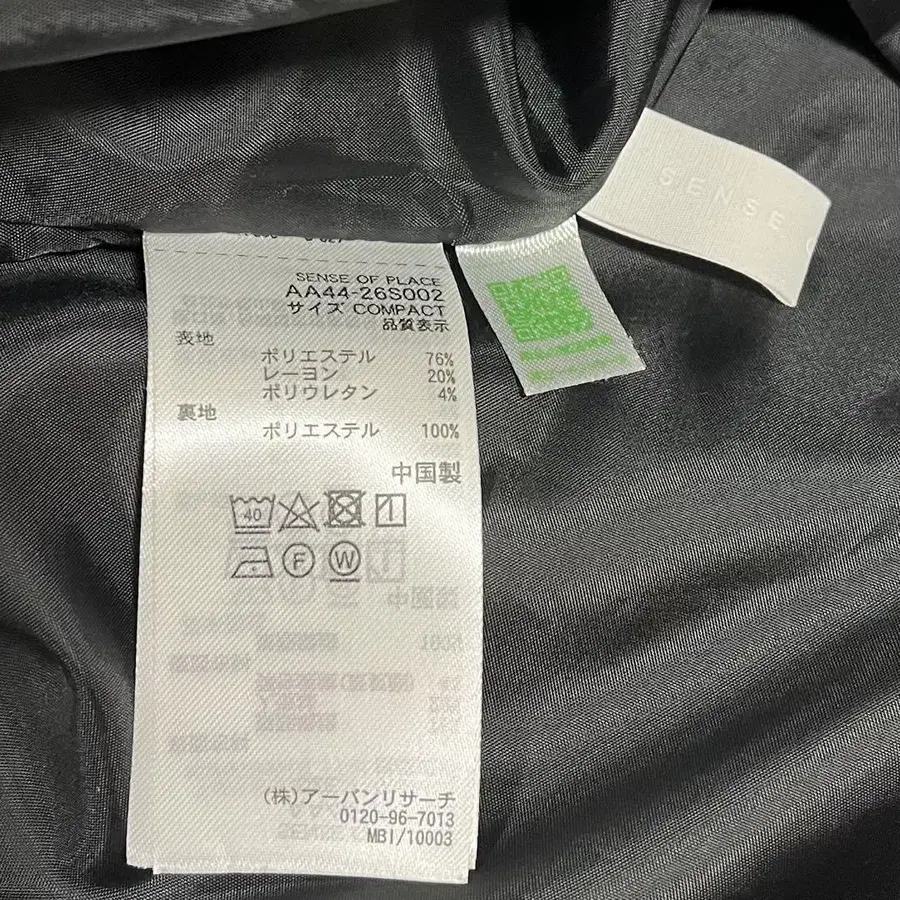 SENSE OF PLACE
AA44-26S002
サイズ COMPACT
品質表示
表地
ポリエステル 76%
レーヨン 20%
ポリウレタン 4%
裏地
ポリエステル 100%
中国製
40
F W
(株)アーバンリサーチ
0120-96-7013
MBI/10003
SENSE